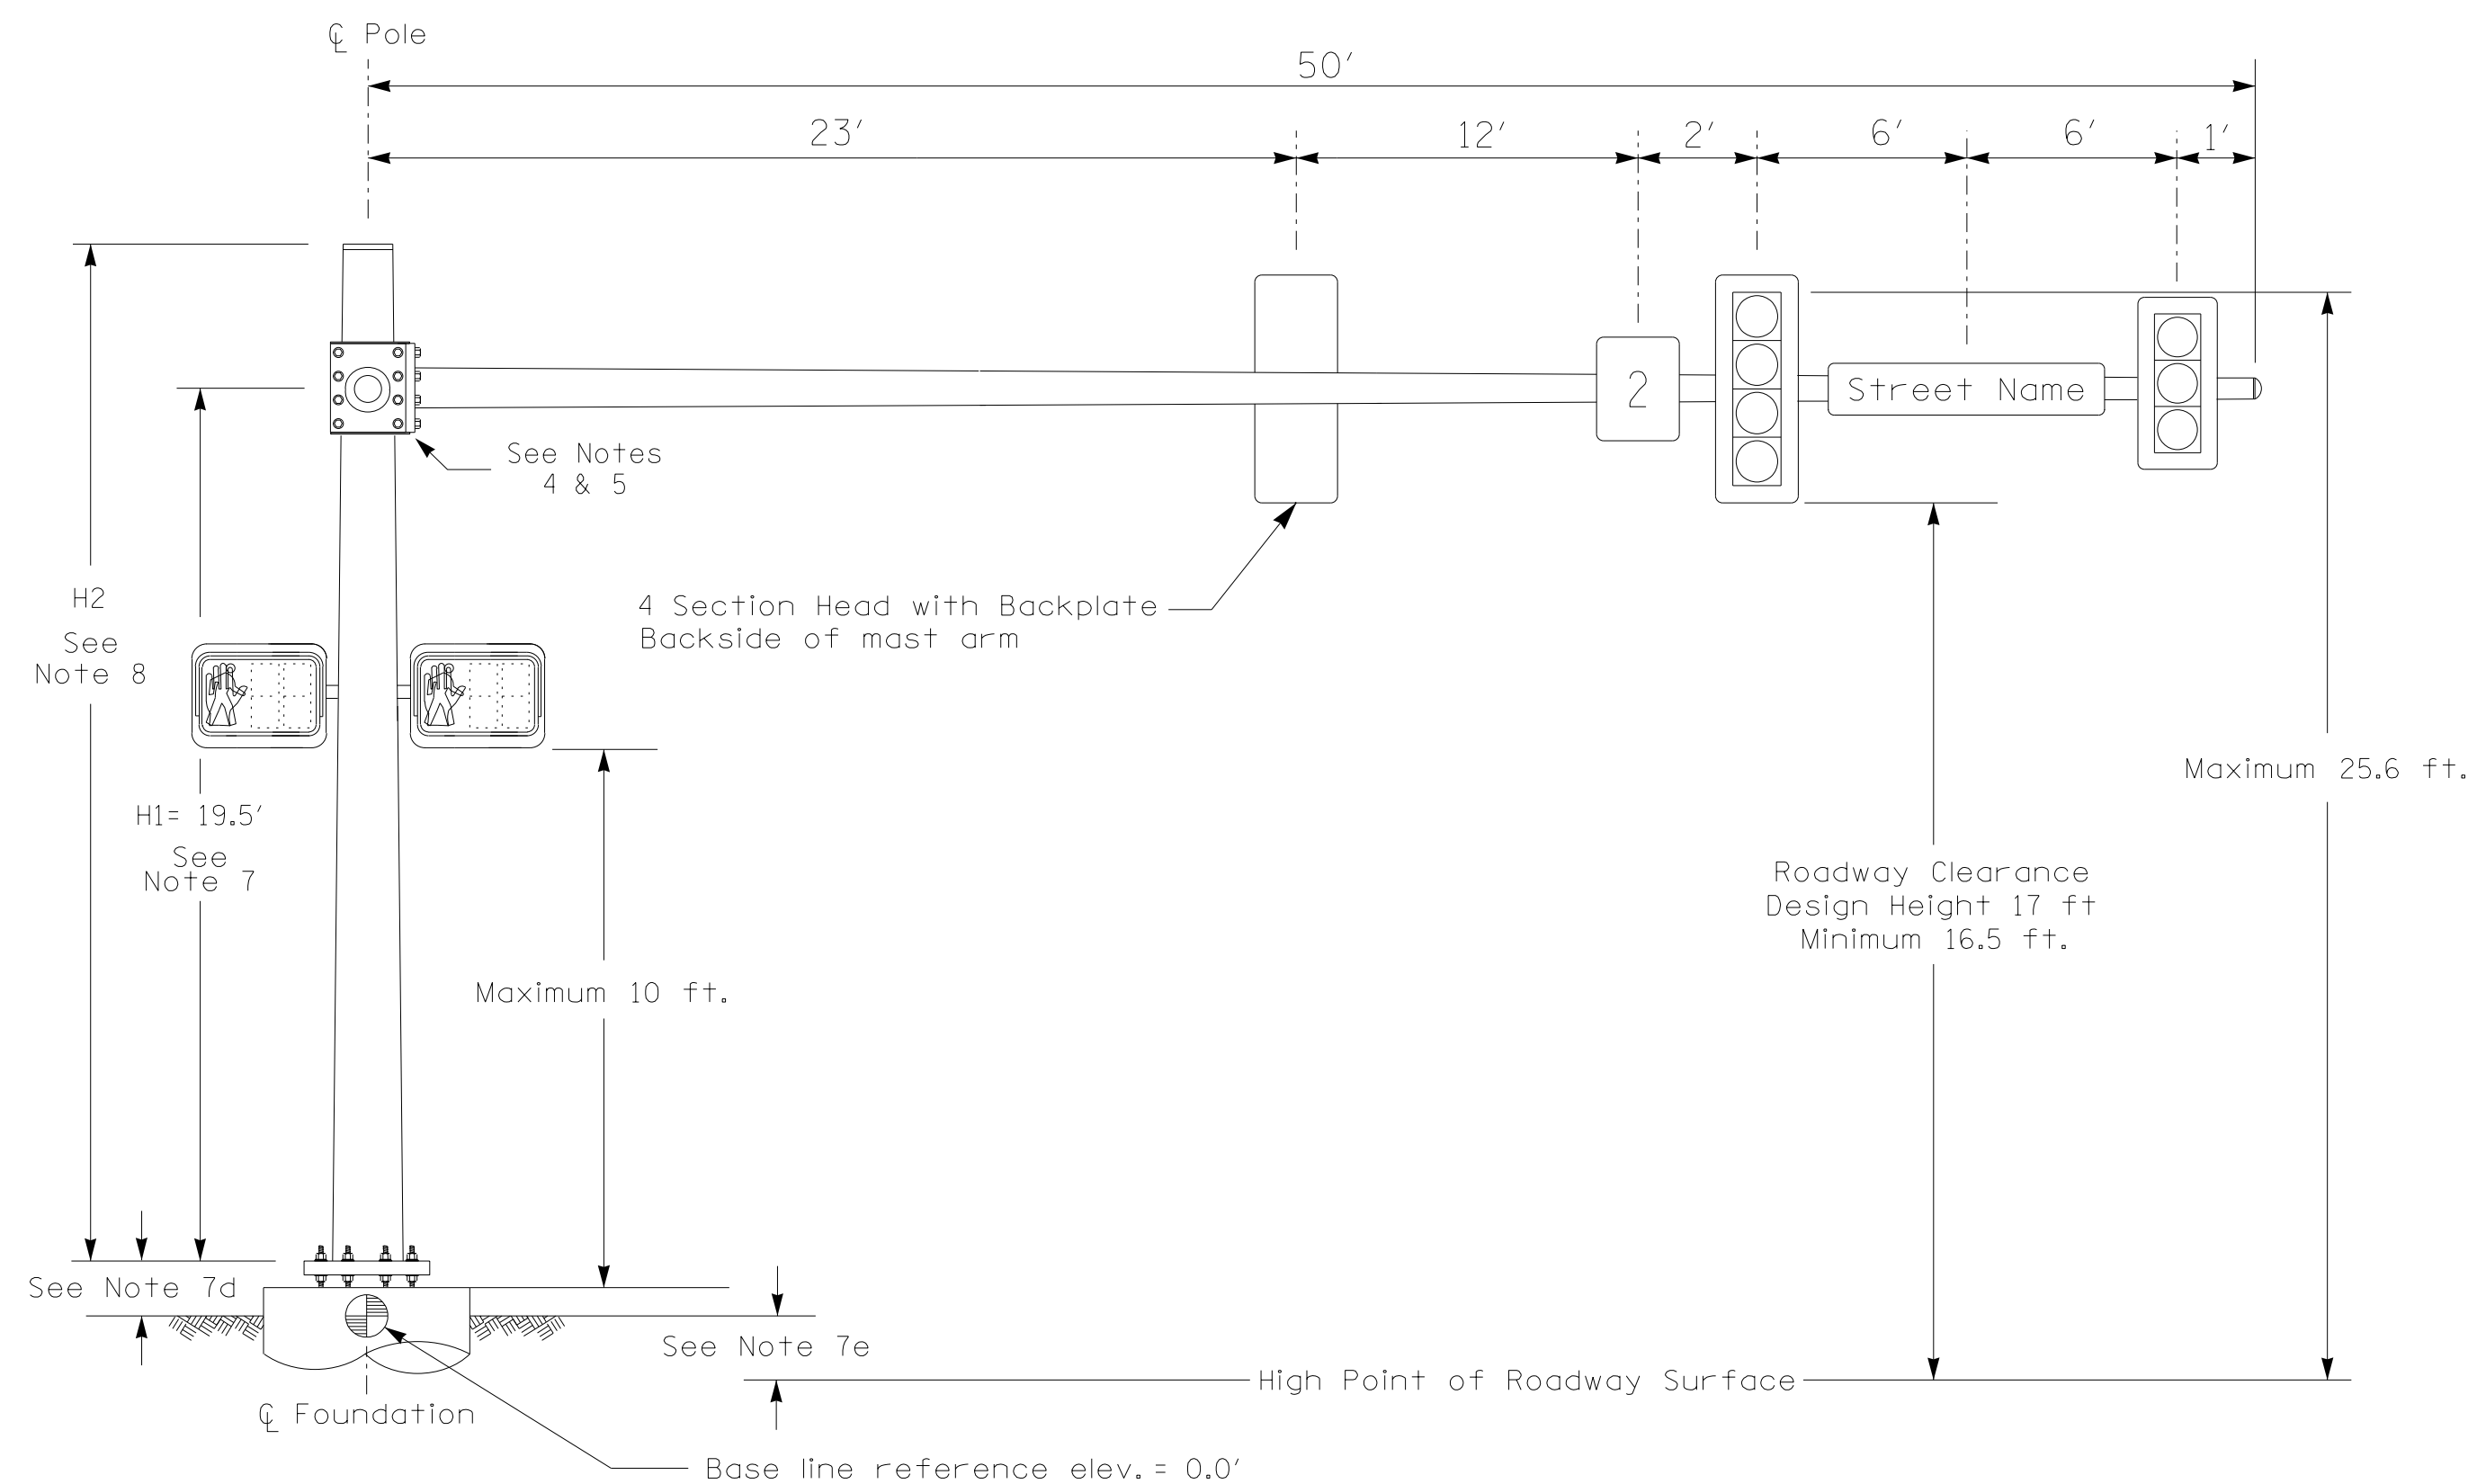 ℄ Pole
50′
23′
12′
2′
6′
6′
1′
2
Street Name
See Notes
4 & 5
4 Section Head with Backplate
Backside of mast arm
H2
See
Note 8
H1= 19.5′
See
Note 7
Maximum 25.6 ft.
Roadway Clearance
Design Height 17 ft
Minimum 16.5 ft.
Maximum 10 ft.
See Note 7d
See Note 7e
High Point of Roadway Surface
℄ Foundation
Base line reference elev. = 0.0′